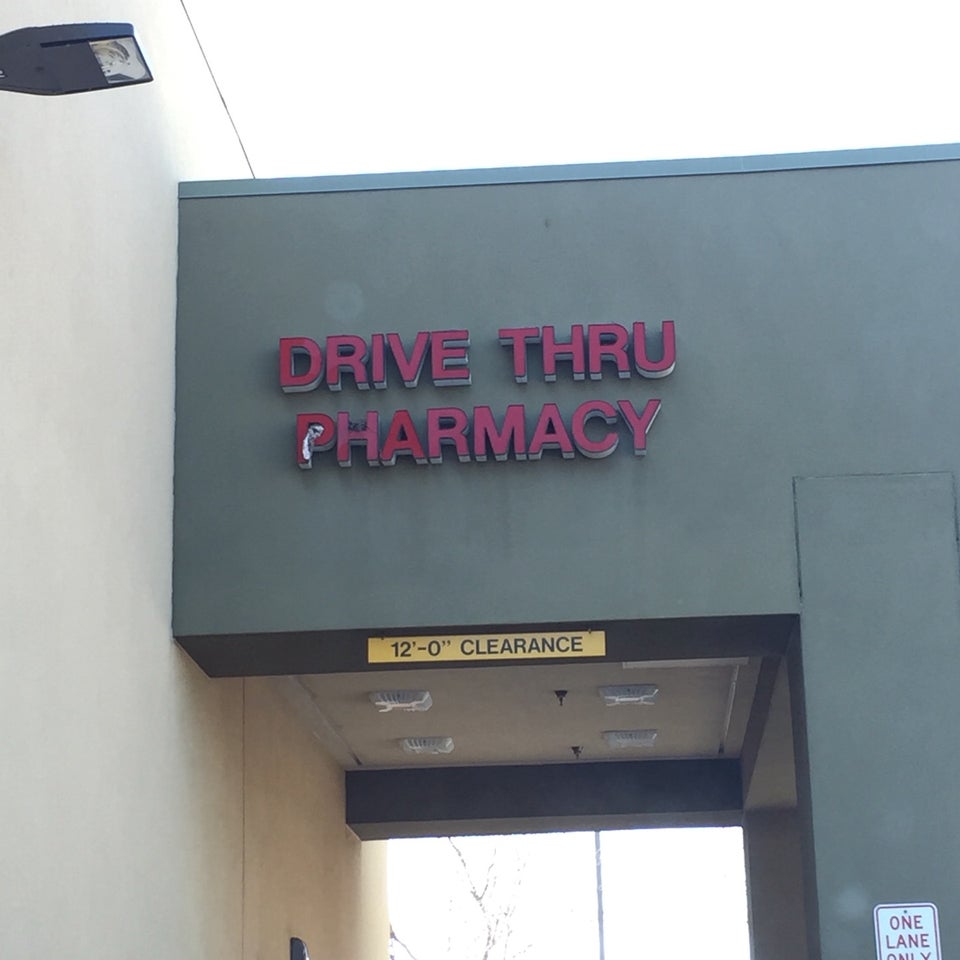 DRIVE THRU
PHARMACY
12'-0" CLEARANCE
ONE
LANE
ONLY